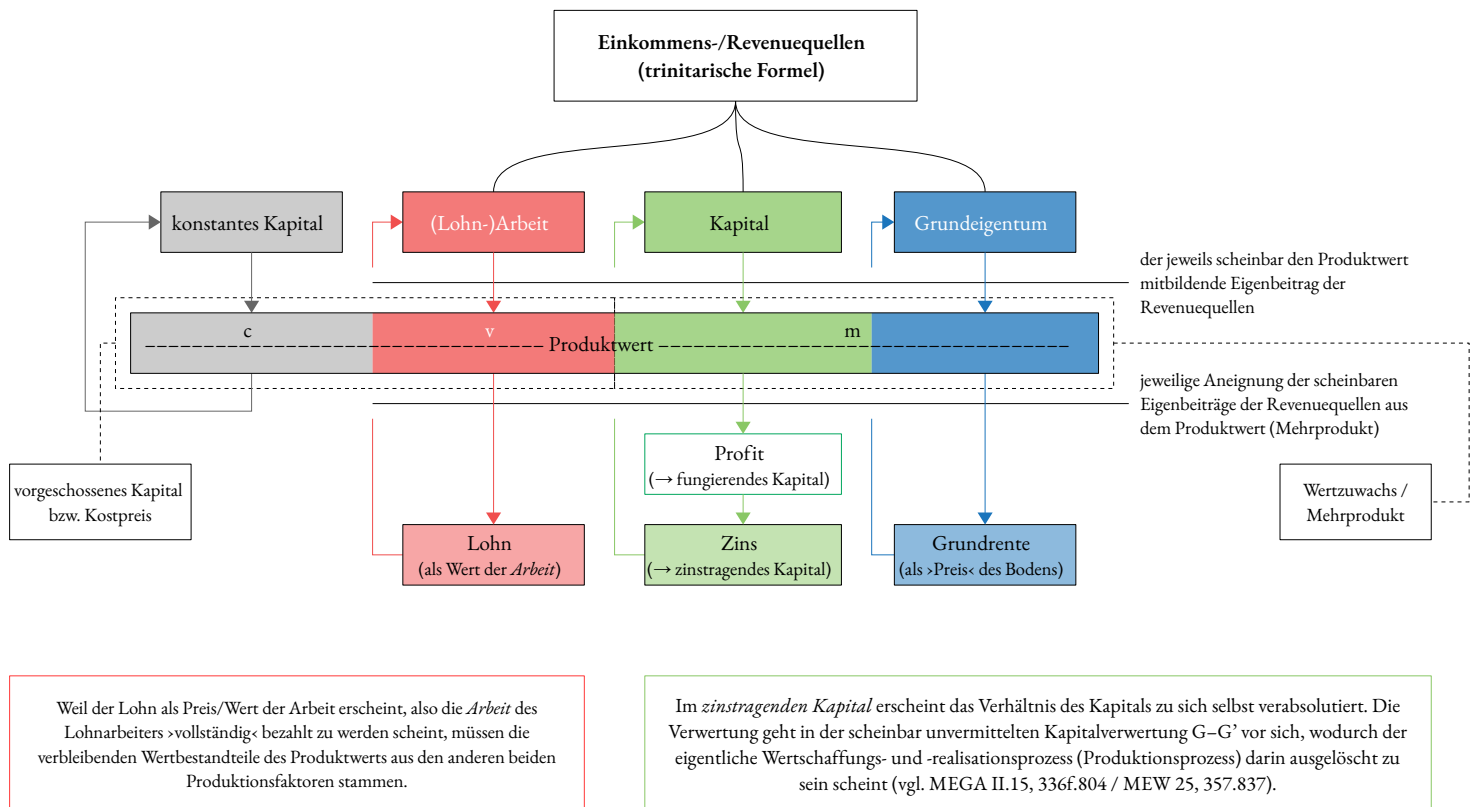 Einkommens-/Revenuequellen
(trinitarische Formel)
konstantes Kapital
(Lohn-)Arbeit
Kapital
Grundeigentum
der jeweils scheinbar den Produktwert
mitbildende Eigenbeitrag der
Revenuequellen
c
v
m
Produktwert
jeweilige Aneignung der scheinbaren
Eigenbeiträge der Revenuequellen aus
dem Produktwert (Mehrprodukt)
Profit
(→ fungierendes Kapital)
vorgeschossenes Kapital
bzw. Kostpreis
Wertzuwachs /
Mehrprodukt
Lohn
(als Wert der Arbeit)
Zins
(→ zinstragendes Kapital)
Grundrente
(als ›Preis‹ des Bodens)
Weil der Lohn als Preis/Wert der Arbeit erscheint, also die Arbeit des
Lohnarbeiters ›vollständig‹ bezahlt zu werden scheint, müssen die
verbleibenden Wertbestandteile des Produktwerts aus den anderen beiden
Produktionsfaktoren stammen.
Im zinstragenden Kapital erscheint das Verhältnis des Kapitals zu sich selbst verabsolutiert. Die
Verwertung geht in der scheinbar unvermittelten Kapitalverwertung G–G’ vor sich, wodurch der
eigentliche Wertschaffungs- und -realisationsprozess (Produktionsprozess) darin ausgelöscht zu
sein scheint (vgl. MEGA II.15, 336f.804 / MEW 25, 357.837).